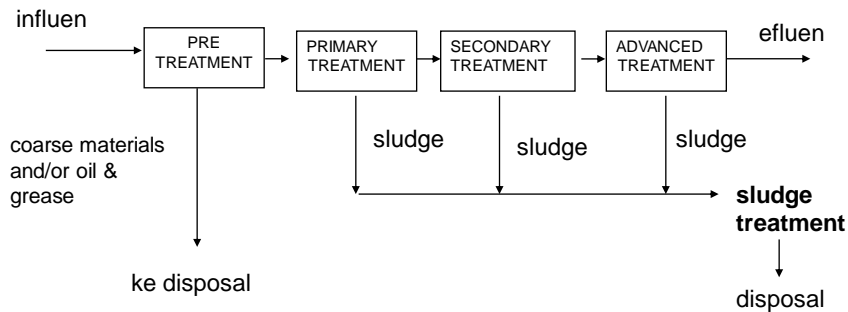 influen
efluen
PRE
TREATMENT
PRIMARY
TREATMENT
SECONDARY
TREATMENT
ADVANCED
TREATMENT
coarse materials
and/or oil &
grease
sludge
sludge
sludge
sludge
treatment
ke disposal
disposal